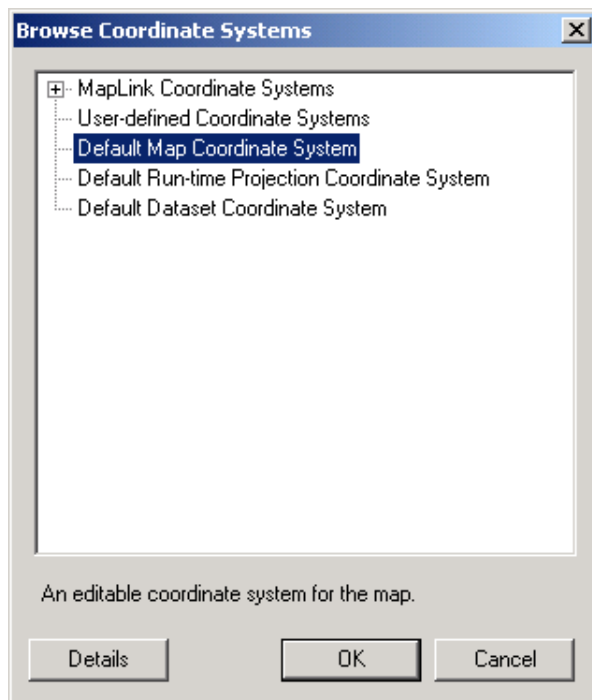 Browse Coordinate Systems
MapLink Coordinate Systems
User-defined Coordinate Systems
Default Map Coordinate System
Default Run-time Projection Coordinate System
Default Dataset Coordinate System
An editable coordinate system for the map.
Details OK Cancel